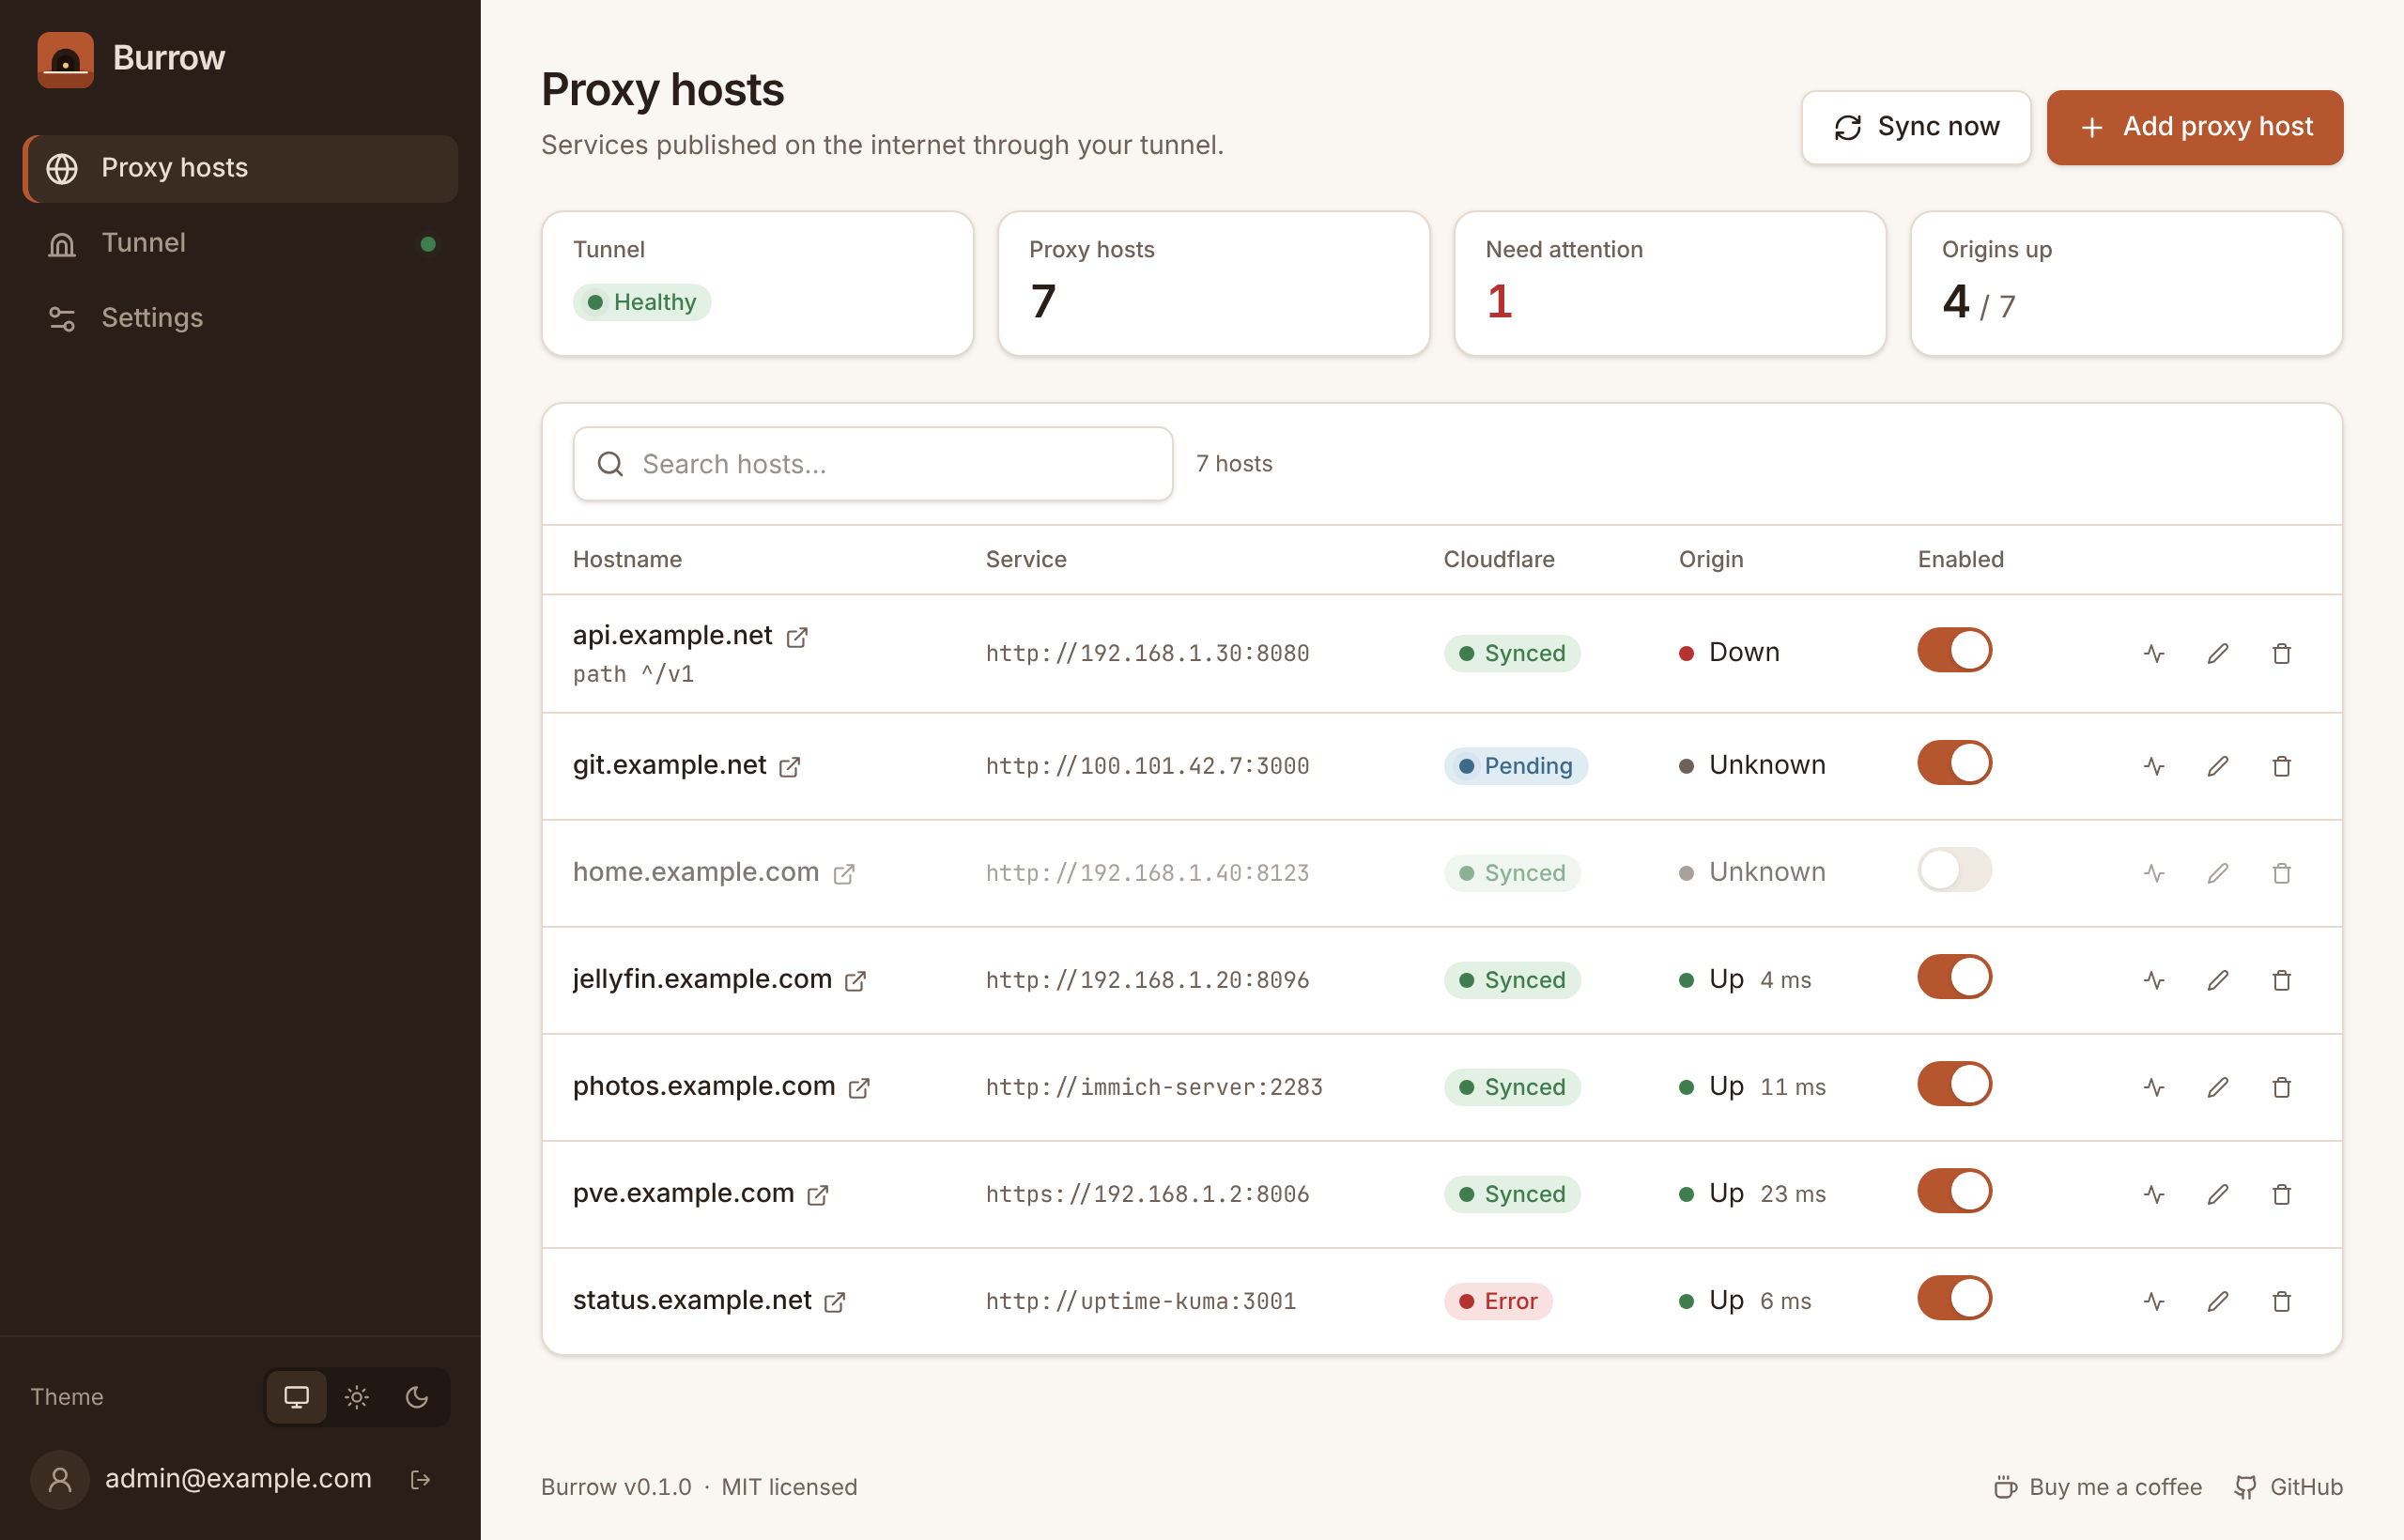 Burrow
Proxy hosts
Tunnel
Settings
Theme
admin@example.com
Proxy hosts
Services published on the internet through your tunnel.
Sync now
Add proxy host
Tunnel
Healthy
Proxy hosts
7
Need attention
1
Origins up
4 / 7
Search hosts...
7 hosts
Hostname Service Cloudflare Origin Enabled
api.example.net http://192.168.1.30:8080 Synced Down
path ^/v1
git.example.net http://100.101.42.7:3000 Pending Unknown
home.example.com http://192.168.1.40:8123 Synced Unknown
jellyfin.example.com http://192.168.1.20:8096 Synced Up 4 ms
photos.example.com http://immich-server:2283 Synced Up 11 ms
pve.example.com https://192.168.1.2:8006 Synced Up 23 ms
status.example.net http://uptime-kuma:3001 Error Up 6 ms
Burrow v0.1.0 · MIT licensed
Buy me a coffee
GitHub